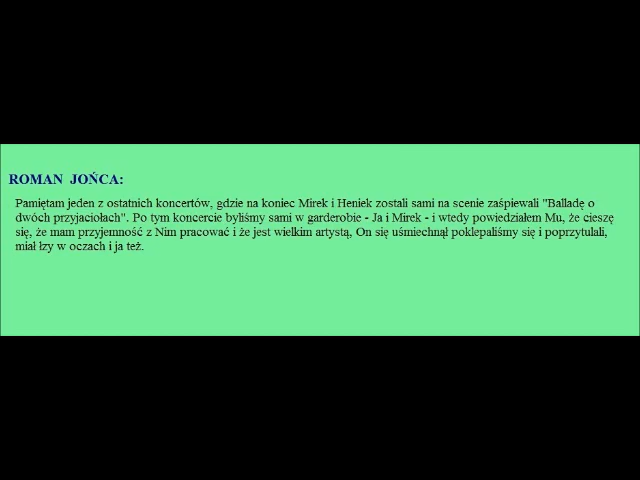 ROMAN JOŃCA:
Pamiętam jeden z ostatnich koncertów, gdzie na koniec Mirek i Heniek zostali sami na scenie zaśpiewali "Balladę o
dwóch przyjaciołach". Po tym koncercie byliśmy sami w garderobie - Ja i Mirek - i wtedy powiedziałem Mu, że cieszę
się, że mam przyjemność z Nim pracować i że jest wielkim artystą, On się uśmiechnął poklepaliśmy się i poprzytulali,
miał łzy w oczach i ja też.